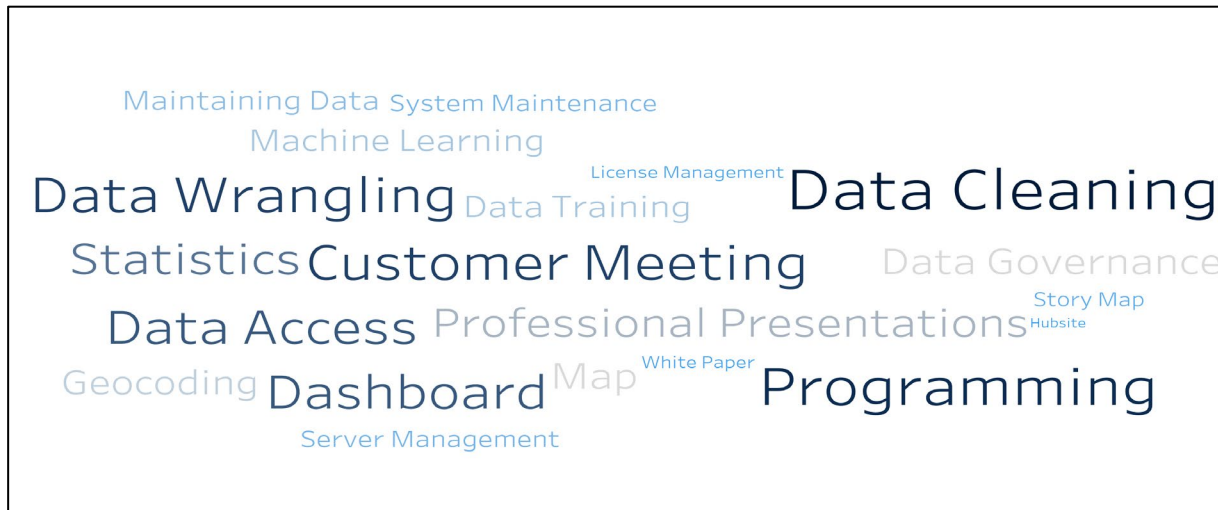 Maintaining Data System Maintenance
Machine Learning
License Management
Data Wrangling Data Training Data Cleaning
Statistics Customer Meeting Data Governance
Story Map
Data Access Professional Presentations Hubsite
White Paper
Geocoding Dashboard Map Programming
Server Management